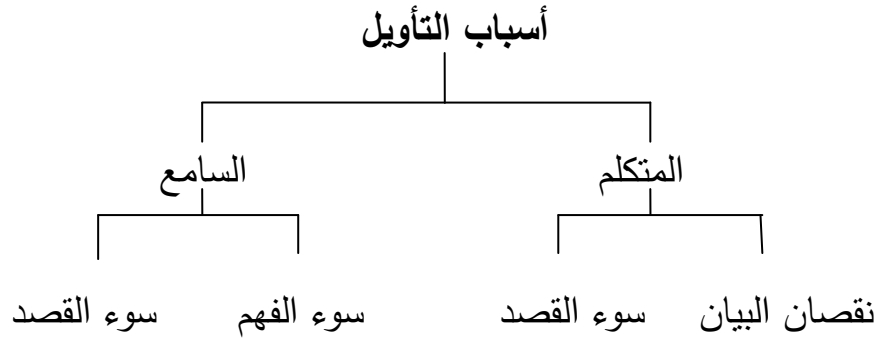 أسباب التأويل
المتكلم السامع
نقصان البيان سوء القصد سوء الفهم سوء القصد